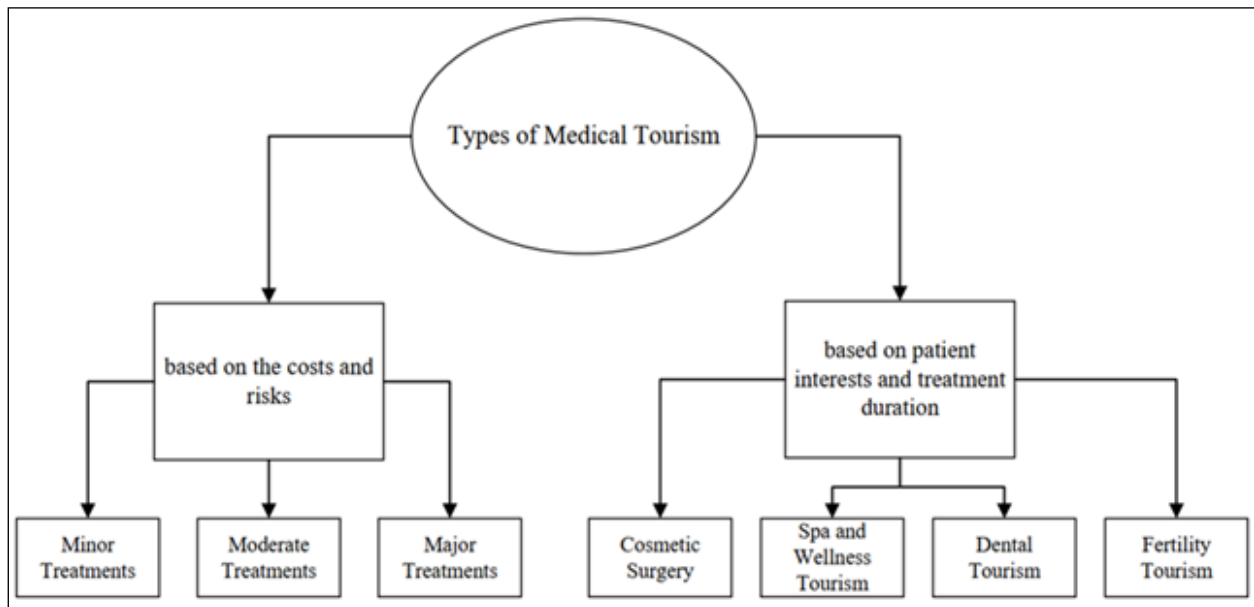 Types of Medical Tourism
based on the costs and
risks
based on patient
interests and treatment
duration
Minor
Treatments
Moderate
Treatments
Major
Treatments
Cosmetic
Surgery
Spa and
Wellness
Tourism
Dental
Tourism
Fertility
Tourism